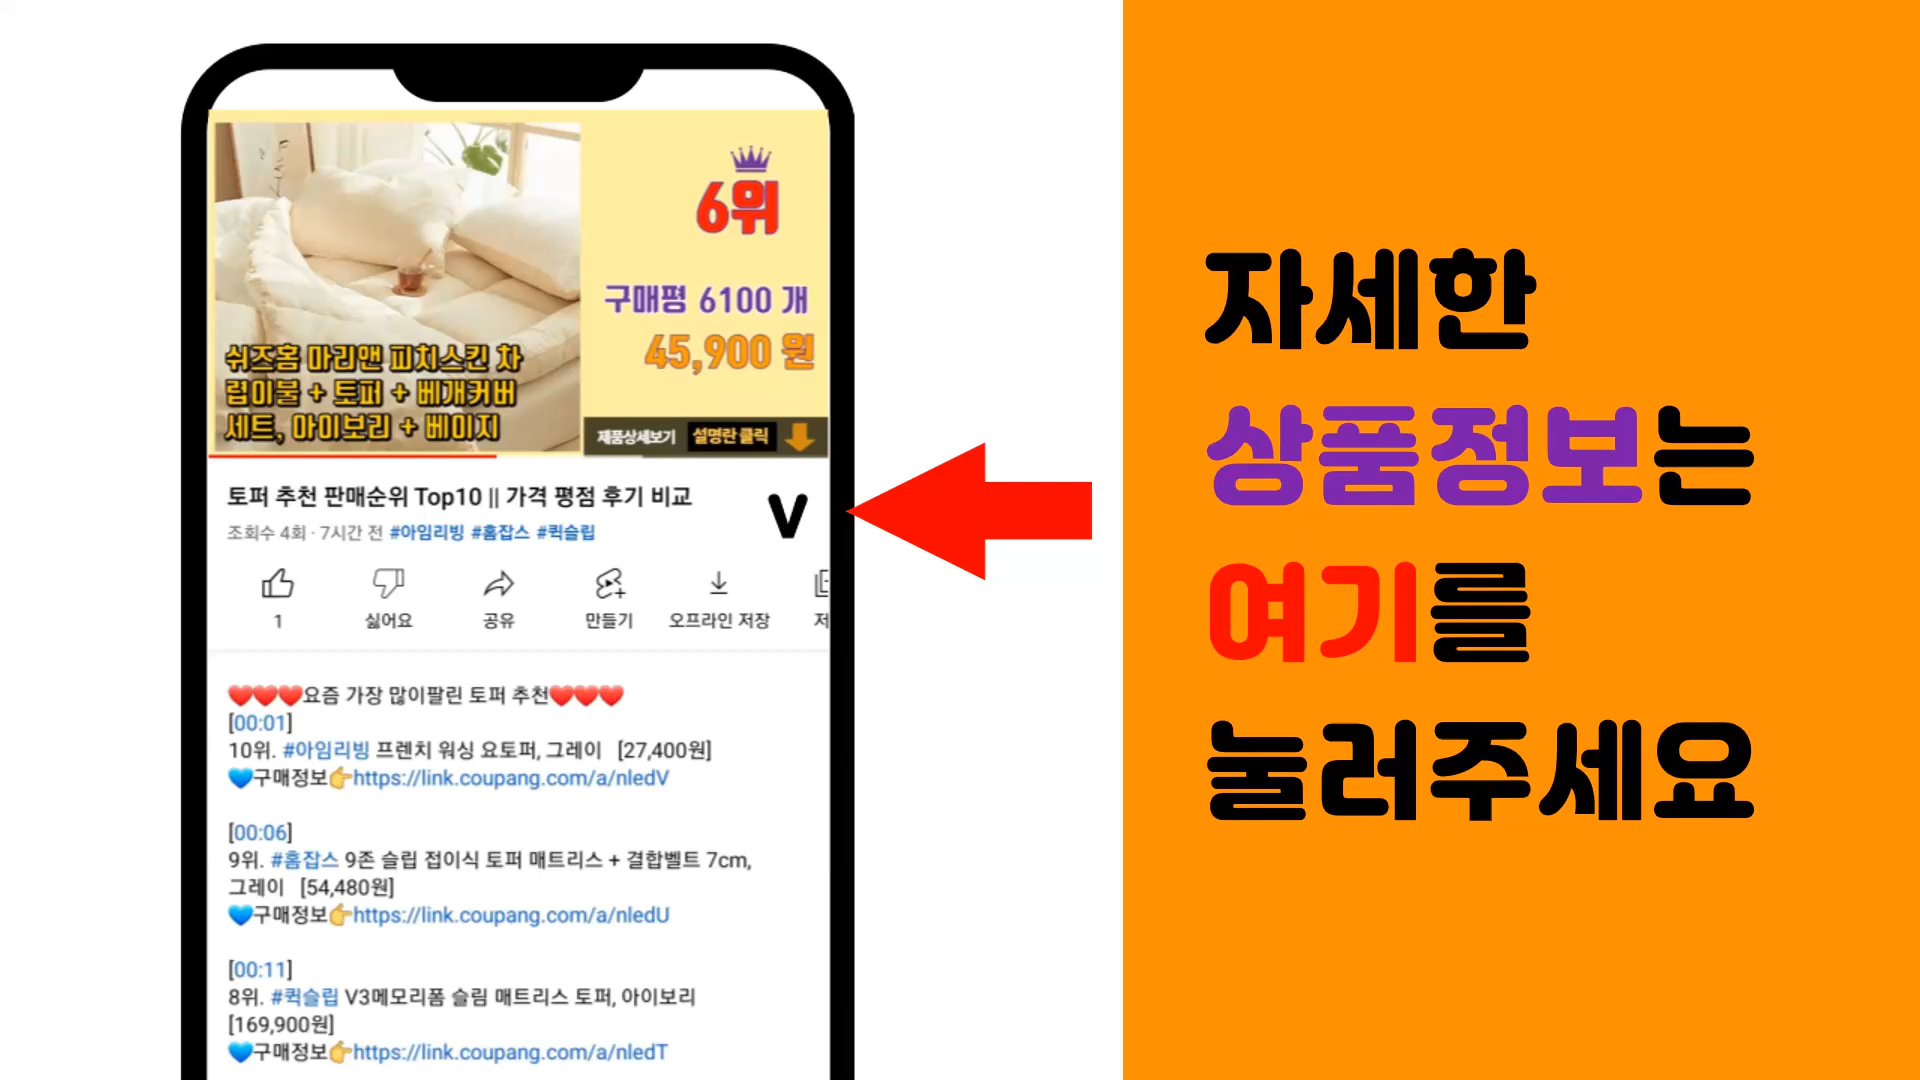 6위
구매평 6100 개
45,900 원
쉬즈홈 마리앤 피치스킨 차
렵이불 + 토퍼 + 베개커버
세트, 아이보리 + 베이지
제품상세보기 설명란 클릭
토퍼 추천 판매순위 Top10 || 가격 평점 후기 비교
V
조회수 4회 · 7시간 전 #아임리빙 #홈잡스 #퀵슬립
1 싫어요 공유 만들기 오프라인 저장 저
❤️❤️❤️요즘 가장 많이팔린 토퍼 추천❤️❤️❤️
[00:01]
10위. #아임리빙 프렌치 워싱 요토퍼, 그레이 [27,400원]
💙구매정보👉https://link.coupang.com/a/nledV
[00:06]
9위. #홈잡스 9존 슬립 접이식 토퍼 매트리스 + 결합벨트 7cm,
그레이 [54,480원]
💙구매정보👉https://link.coupang.com/a/nledU
[00:11]
8위. #퀵슬립 V3메모리폼 슬림 매트리스 토퍼, 아이보리
[169,900원]
💙구매정보👉https://link.coupang.com/a/nledT
자세한
상품정보는
여기를
눌러주세요